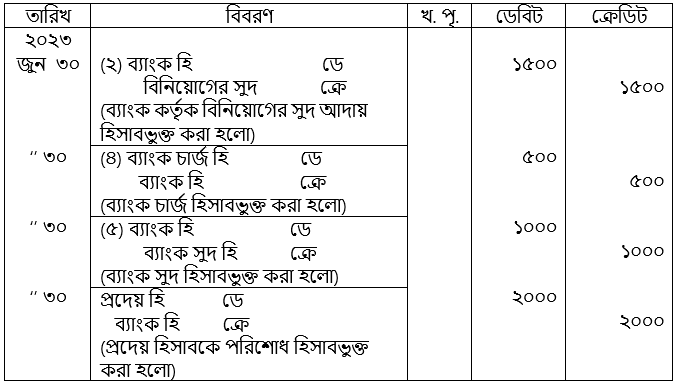 তারিখ বিবরণ খ. পৃ. ডেবিট ক্রেডিট
২০২৩
জুন ৩০ (২) ব্যাংক হি ডে ১৫০০
বিনিয়োগের সুদ ক্রে ১৫০০
(ব্যাংক কর্তৃক বিনিয়োগের সুদ আদায়
হিসাবভুক্ত করা হলো)
“ ৩০ (৪) ব্যাংক চার্জ হি ডে ৫০০
ব্যাংক হি ক্রে ৫০০
(ব্যাংক চার্জ হিসাবভুক্ত করা হলো)
“ ৩০ (৫) ব্যাংক হি ডে ১০০০
ব্যাংক সুদ হি ক্রে ১০০০
(ব্যাংক সুদ হিসাবভুক্ত করা হলো)
“ ৩০ প্রদেয় হি ডে ২০০০
ব্যাংক হি ক্রে ২০০০
(প্রদেয় হিসাবকে পরিশোধ হিসাবভুক্ত
করা হলো)